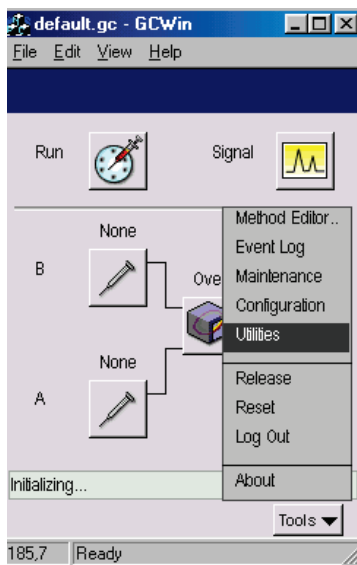 default.gc - GCWin
File Edit View Help
Run
Signal
None
B
Ove
None
A
Method Editor..
Event Log
Maintenance
Configuration
Utilities
Release
Reset
Log Out
About
Initializing...
Tools
185,7 Ready